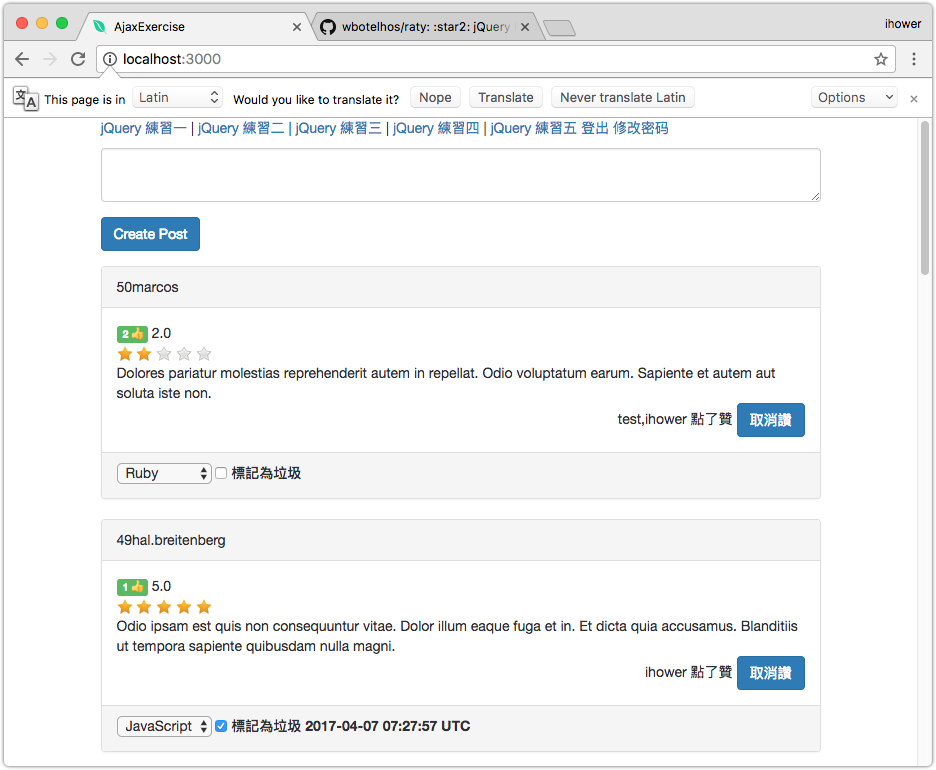 AjaxExercise
wbotelhos/raty: :star2: jQuery
ihower
localhost:3000
This page is in Latin Would you like to translate it? Nope Translate Never translate Latin Options
jQuery 練習一 | jQuery 練習二 | jQuery 練習三 | jQuery 練習四 | jQuery 練習五 登出 修改密码
Create Post
50marcos
2 👍 2.0
Dolores pariatur molestias reprehenderit autem in repellat. Odio voluptatum earum. Sapiente et autem aut
soluta iste non.
test,ihower 點了贊 取消讚
Ruby 標記為垃圾
49hal.breitenberg
1 👍 5.0
Odio ipsam est quis non consequuntur vitae. Dolor illum eaque fuga et in. Et dicta quia accusamus. Blanditiis
ut tempora sapiente quibusdam nulla magni.
ihower 點了贊 取消讚
JavaScript 標記為垃圾 2017-04-07 07:27:57 UTC